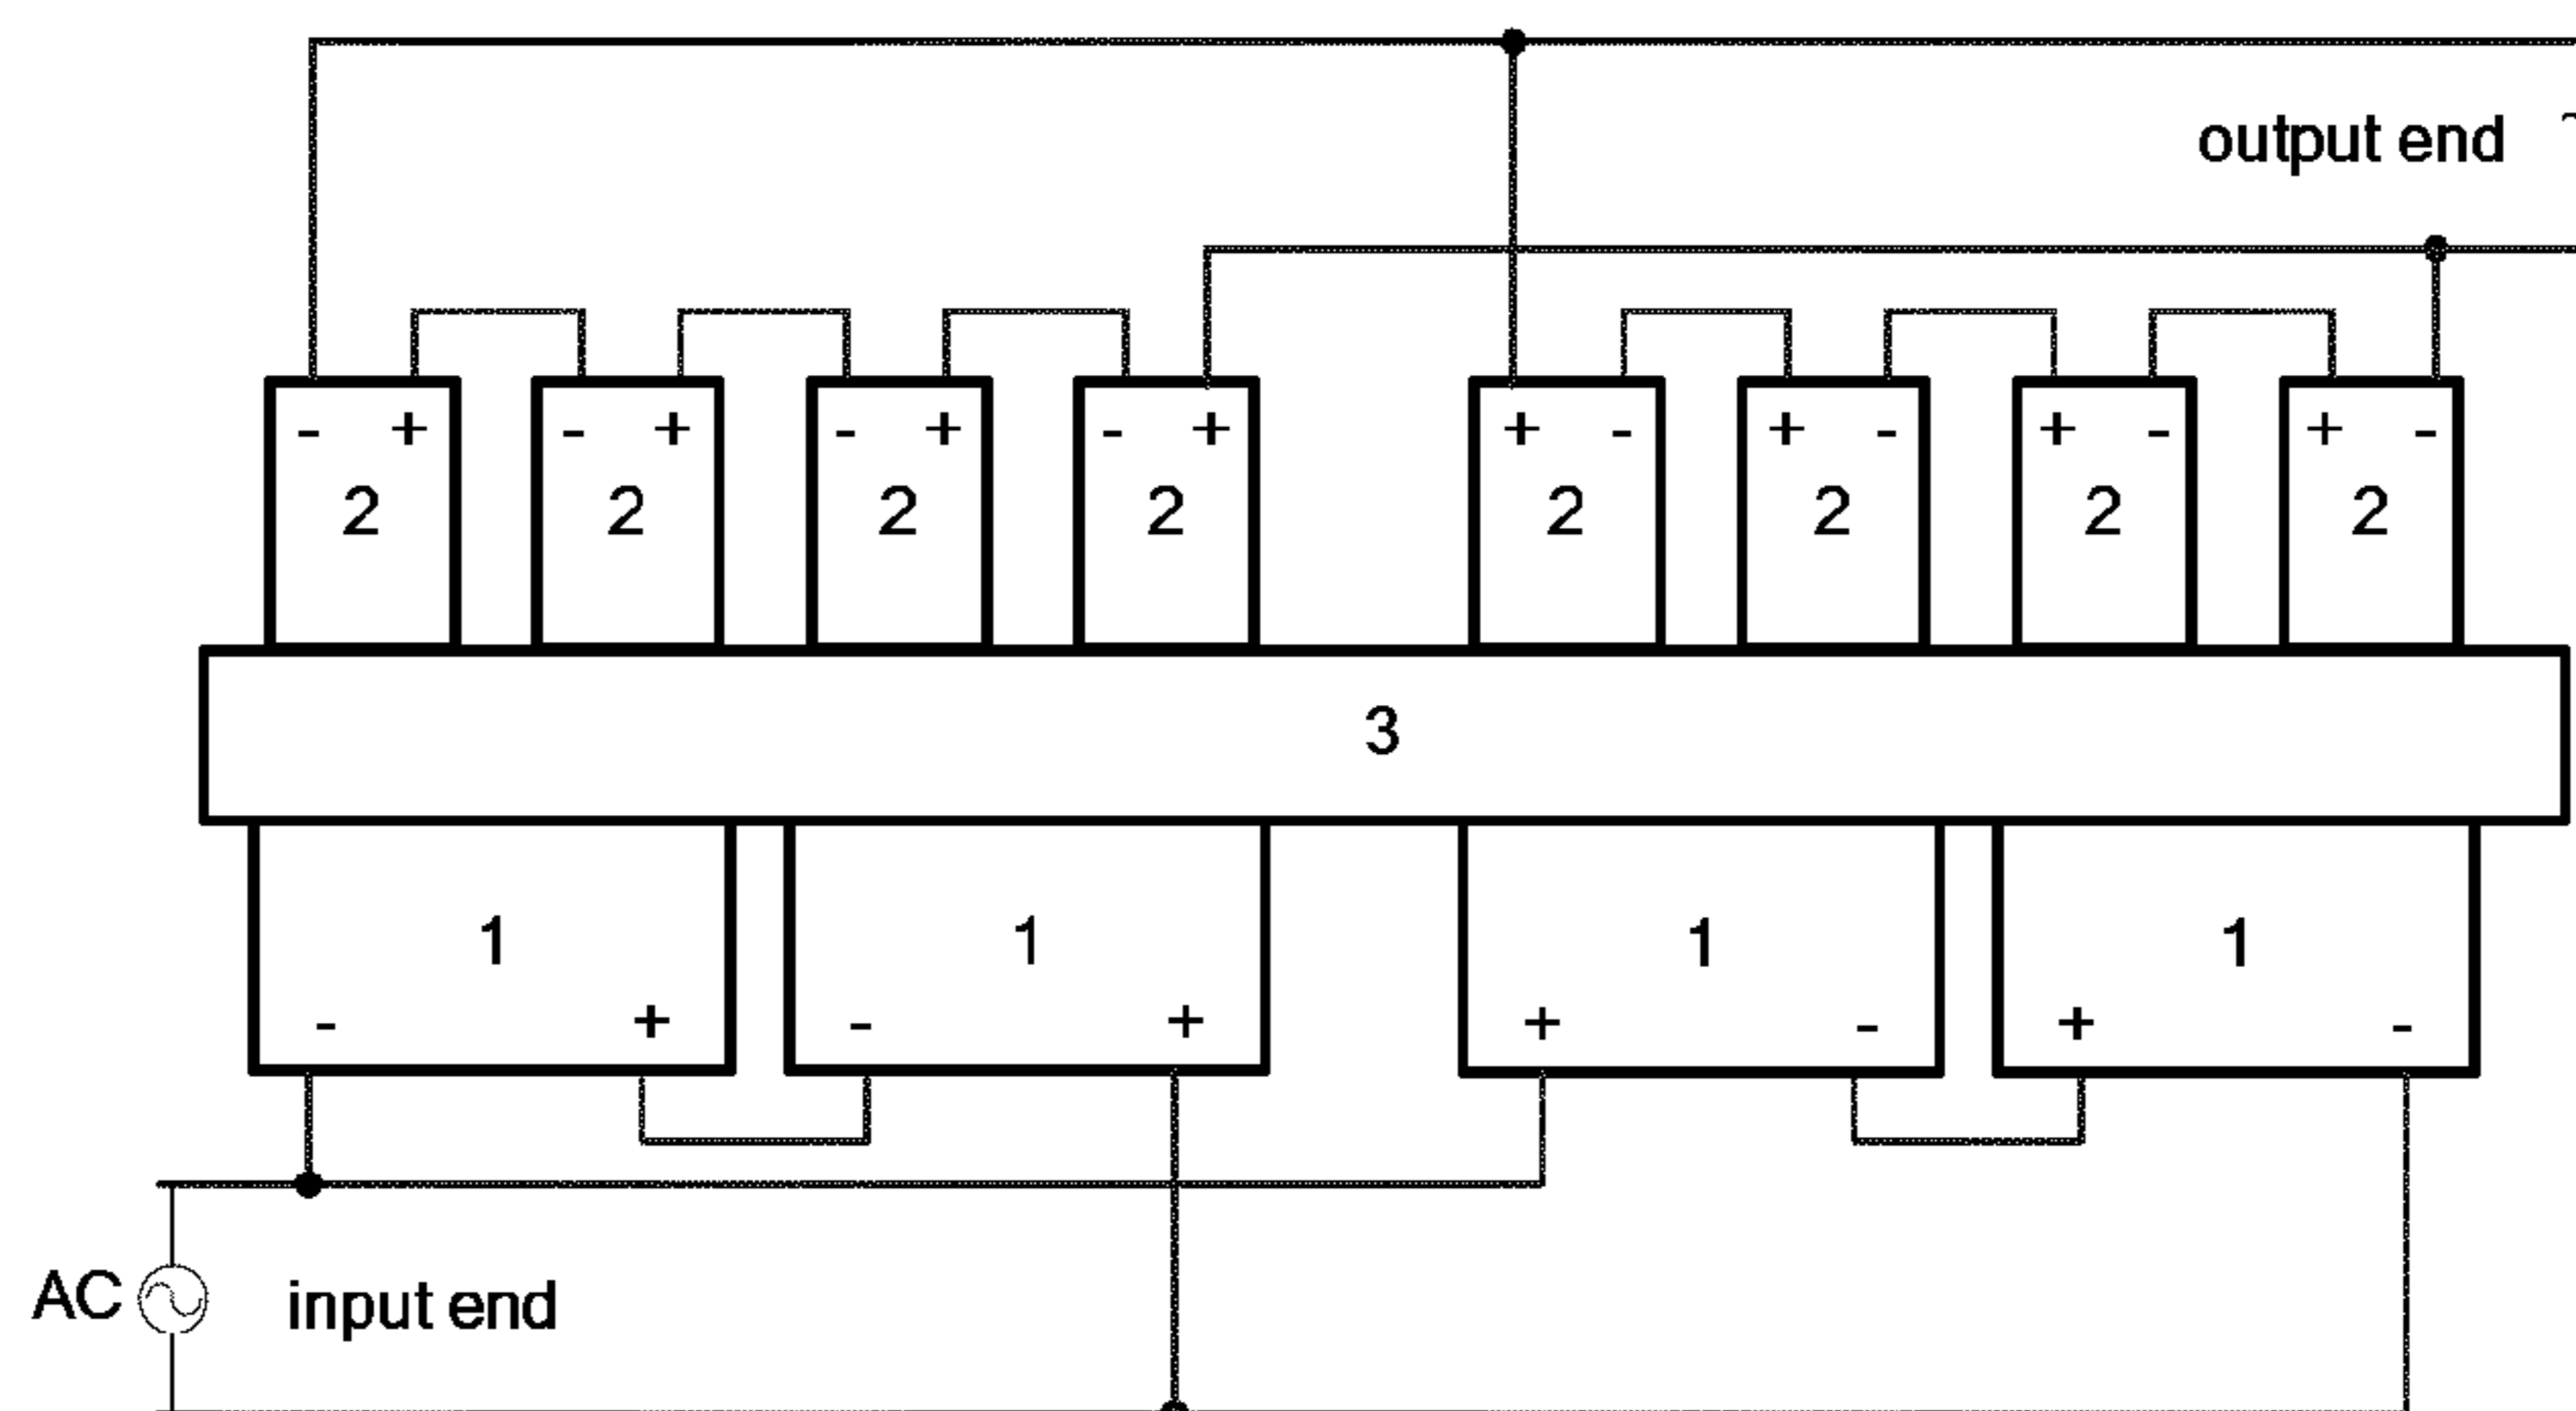 output end ~
- + - + - + - + + - + - + - + -
2 2 2 2 2 2 2 2
3
1 1 1 1
- + - + + - + -
AC input end